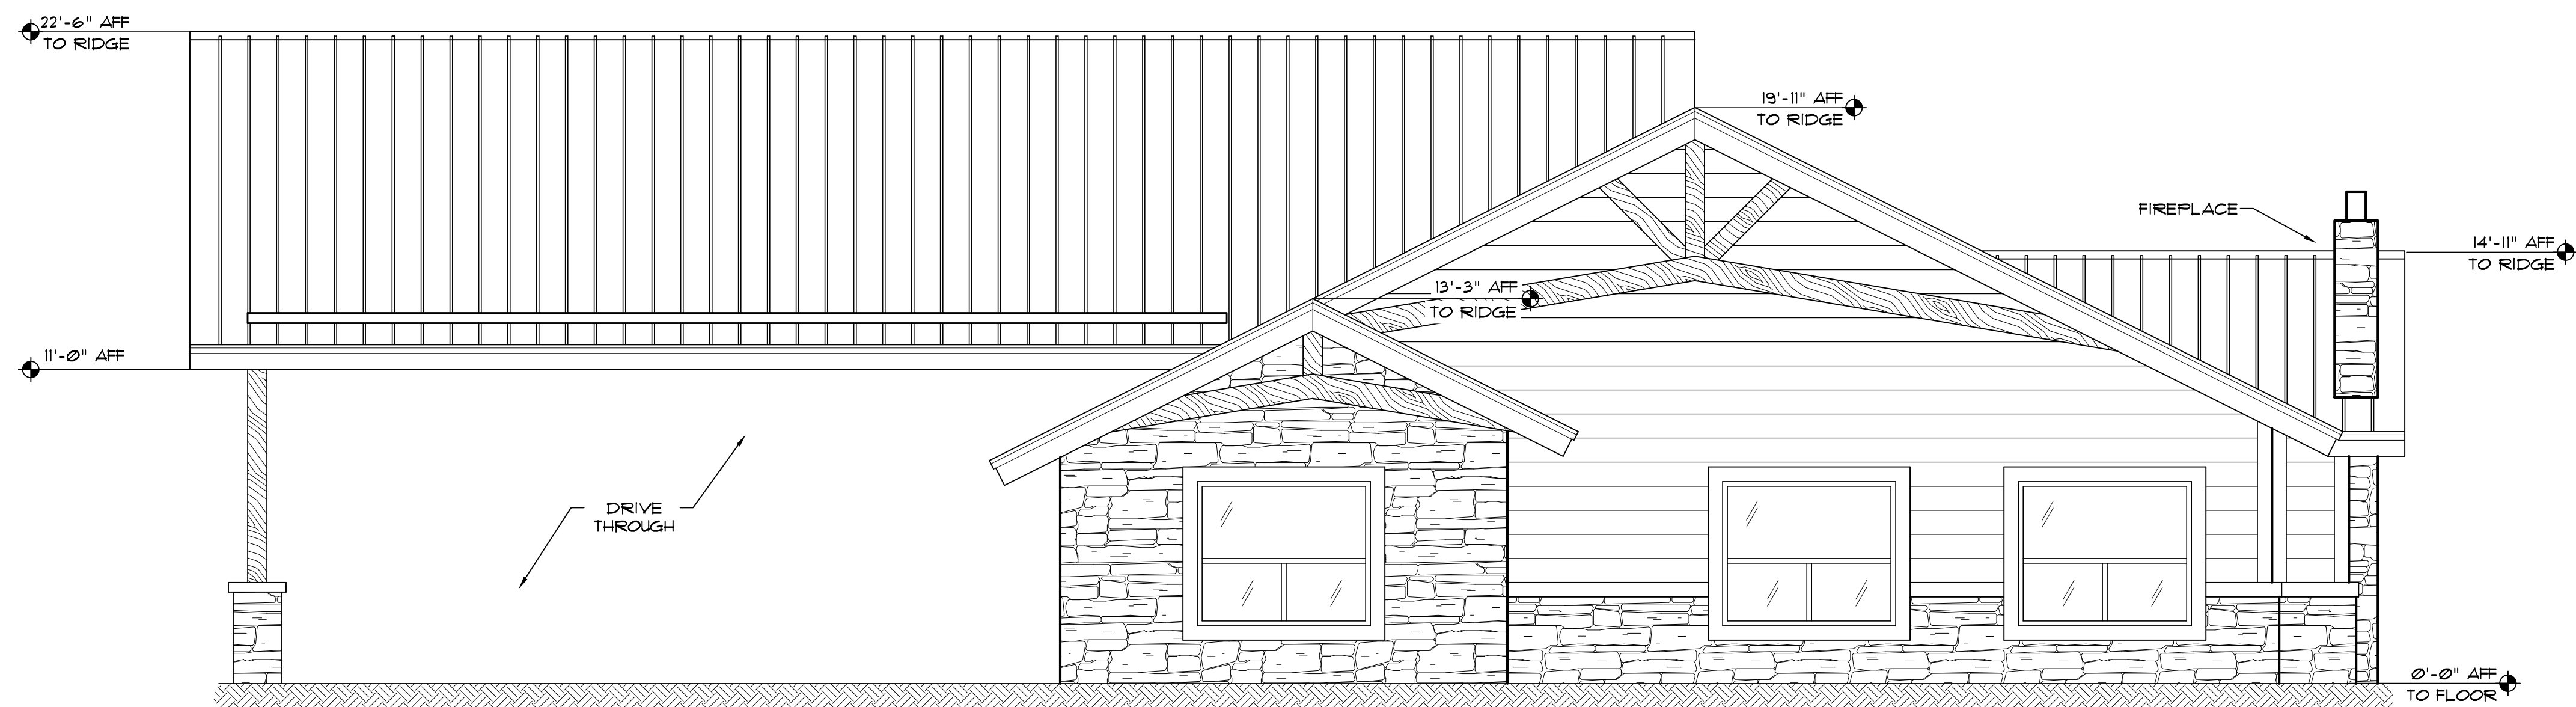 22'-6" AFF
TO RIDGE
19'-11" AFF
TO RIDGE
FIREPLACE
14'-11" AFF
TO RIDGE
13'-3" AFF
TO RIDGE
11'-0" AFF
DRIVE
THROUGH
0'-0" AFF
TO FLOOR